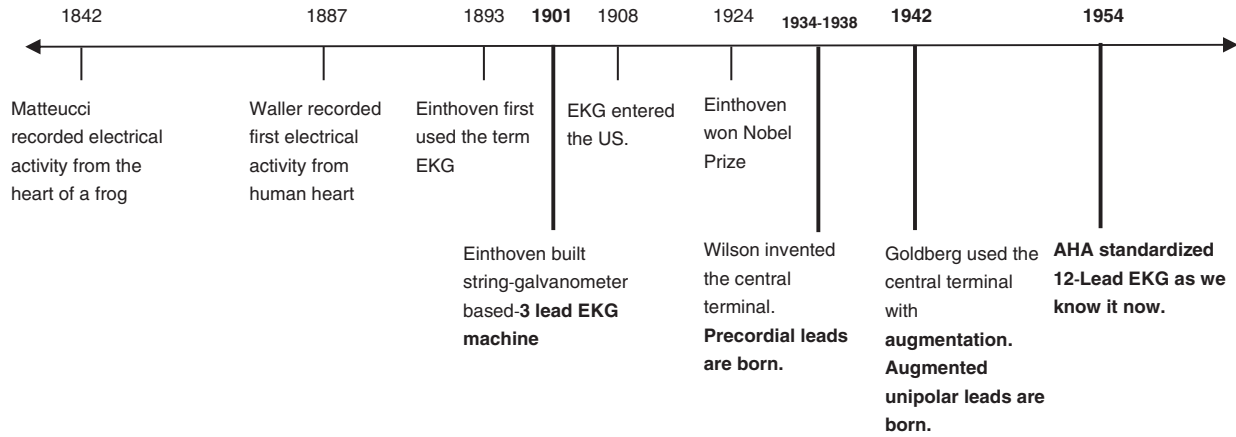 1842
1887
1893
1901
1908
1924
1934-1938
1942
1954
Matteucci
recorded electrical
activity from the
heart of a frog
Waller recorded
first electrical
activity from
human heart
Einthoven first
used the term
EKG
EKG entered
the US.
Einthoven
won Nobel
Prize
Einthoven built
string-galvanometer
based-3 lead EKG
machine
Wilson invented
the central
terminal.
Precordial leads
are born.
Goldberg used the
central terminal
with
augmentation.
Augmented
unipolar leads are
born.
AHA standardized
12-Lead EKG as we
know it now.